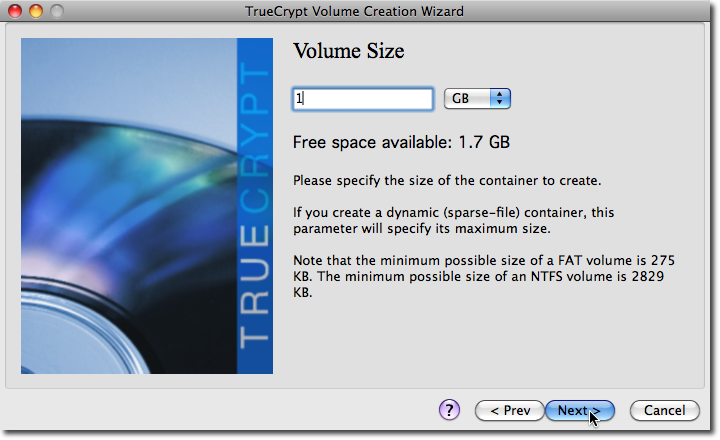 TrueCrypt Volume Creation Wizard
TRUECRYPT
Volume Size
1
GB
Free space available: 1.7 GB
Please specify the size of the container to create.
If you create a dynamic (sparse-file) container, this
parameter will specify its maximum size.
Note that the minimum possible size of a FAT volume is 275
KB. The minimum possible size of an NTFS volume is 2829
KB.
?
< Prev
Next >
Cancel